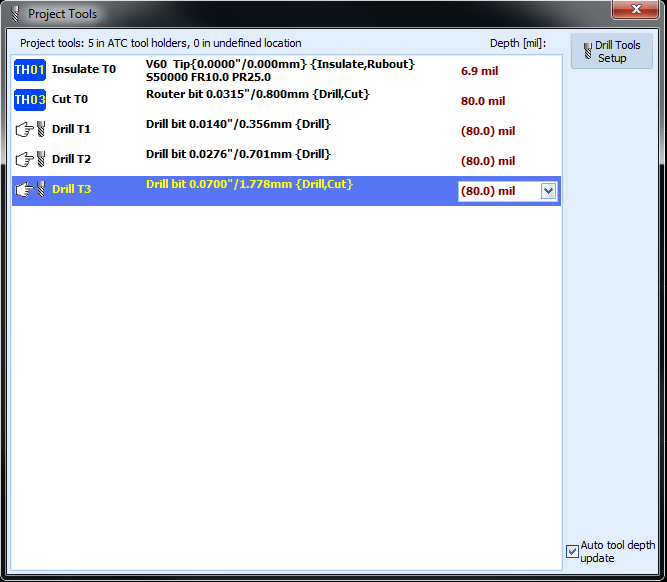 Project Tools
Project tools: 5 in ATC tool holders, 0 in undefined location
Depth [mil]:
Drill Tools
Setup
TH01 Insulate T0 V60 Tip{0.0000"/0.000mm} {Insulate,Rubout} 6.9 mil
S50000 FR10.0 PR25.0
TH03 Cut T0 Router bit 0.0315"/0.800mm {Drill,Cut} 80.0 mil
Drill T1 Drill bit 0.0140"/0.356mm {Drill} (80.0) mil
Drill T2 Drill bit 0.0276"/0.701mm {Drill} (80.0) mil
Drill T3 Drill bit 0.0700"/1.778mm {Drill,Cut} (80.0) mil
Auto tool depth
update